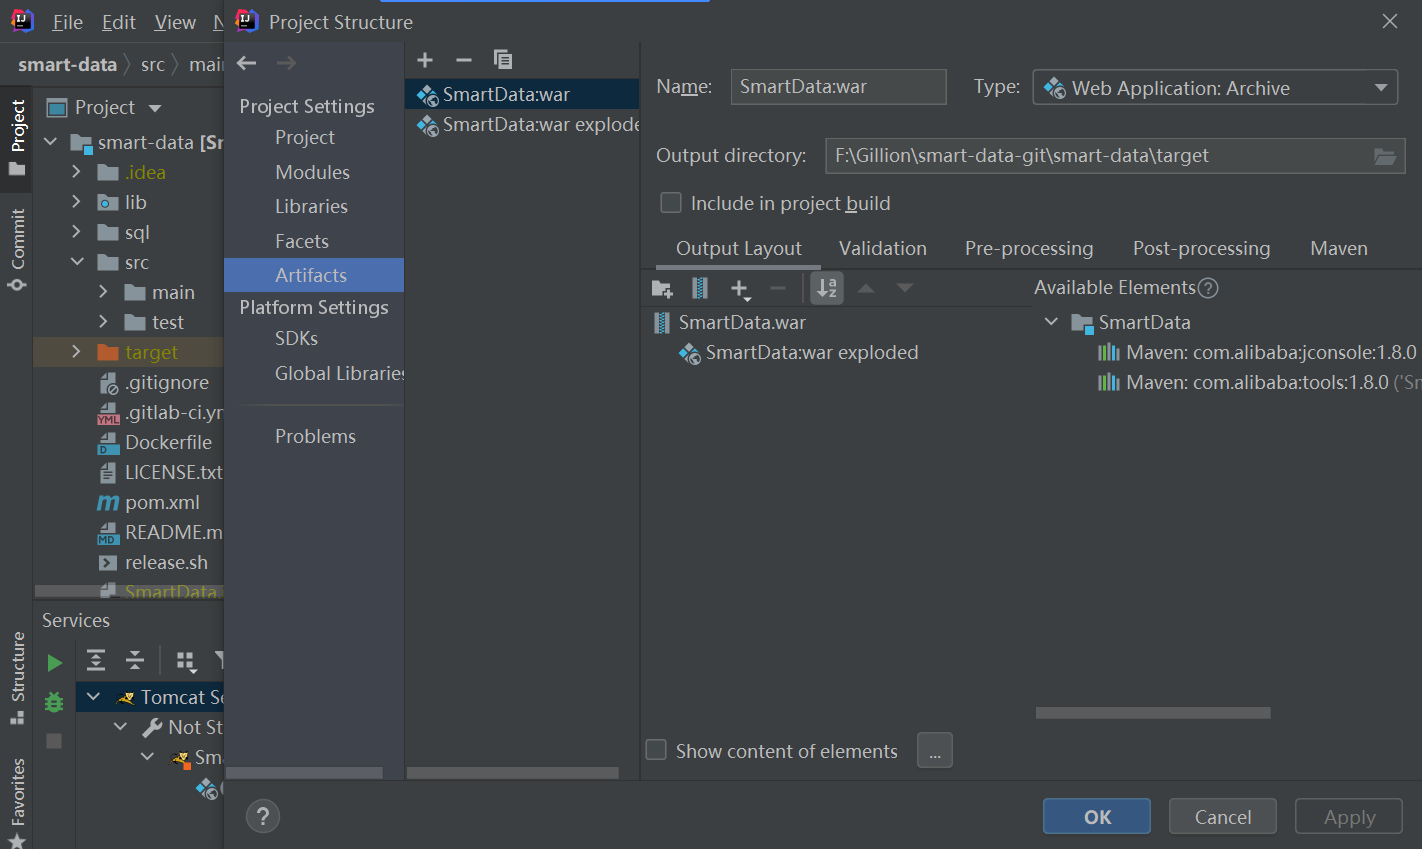 File Edit View N
Project Structure
smart-data src mai
Project
smart-data [Sm
.idea
lib
sql
src
main
test
target
.gitignore
.gitlab-ci.ym
Dockerfile
LICENSE.txt
pom.xml
README.m
release.sh
SmartData.
Project
Commit
Structure
Favorites
Services
Tomcat Se
Not St
Sma
Project Settings
Project
Modules
Libraries
Facets
Artifacts
Platform Settings
SDKs
Global Libraries
Problems
SmartData:war
SmartData:war explode
Name: SmartData:war Type: Web Application: Archive
Output directory: F:\Gillion\smart-data-git\smart-data\target
Include in project build
Output Layout Validation Pre-processing Post-processing Maven
Available Elements ?
SmartData.war
SmartData:war exploded
SmartData
Maven: com.alibaba:jconsole:1.8.0
Maven: com.alibaba:tools:1.8.0 ('Sm
Show content of elements ...
? OK Cancel Apply